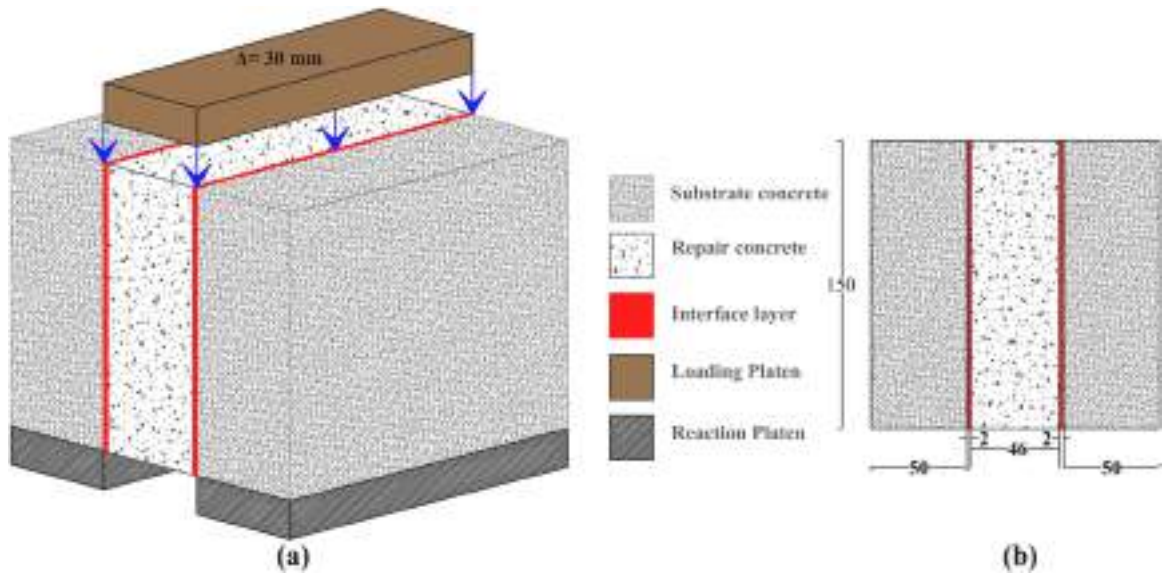 Δ= 30 mm
Substrate concrete
Repair concrete
Interface layer
Loading Platen
Reaction Platen
150
2 2
46
50 50
(a) (b)